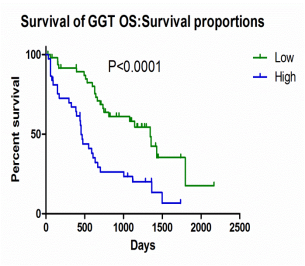 Survival of GGT OS:Survival proportions
P<0.0001
Low
High
Percent survival
100
50
0
0 500 1000 1500 2000 2500
Days